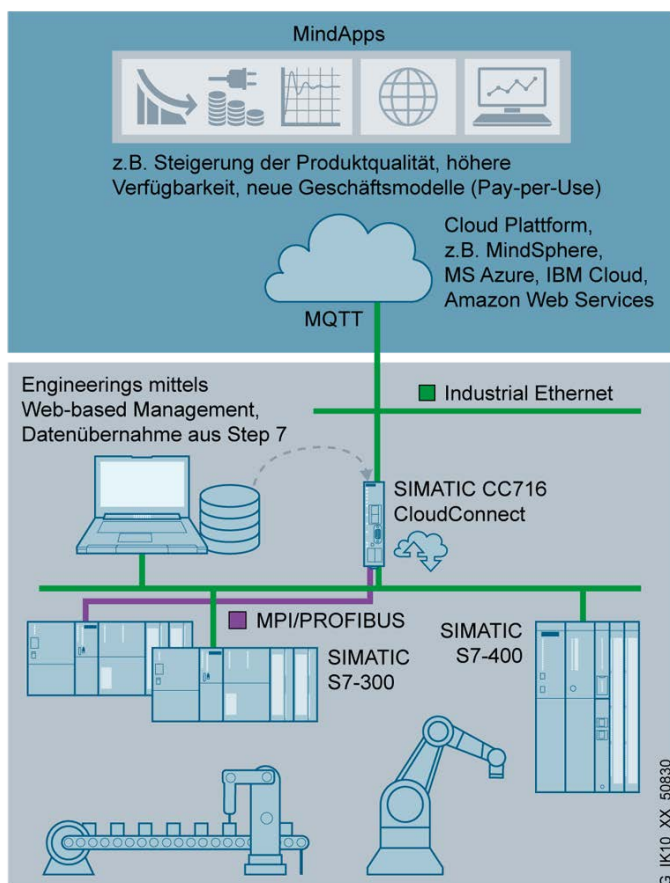 MindApps
z.B. Steigerung der Produktqualität, höhere
Verfügbarkeit, neue Geschäftsmodelle (Pay-per-Use)
Cloud Plattform,
z.B. MindSphere,
MS Azure, IBM Cloud,
Amazon Web Services
MQTT
Engineerings mittels
Web-based Management,
Datenübernahme aus Step 7
Industrial Ethernet
SIMATIC CC716
CloudConnect
MPI/PROFIBUS
SIMATIC
S7-300
SIMATIC
S7-400
G_IK10_XX_50830